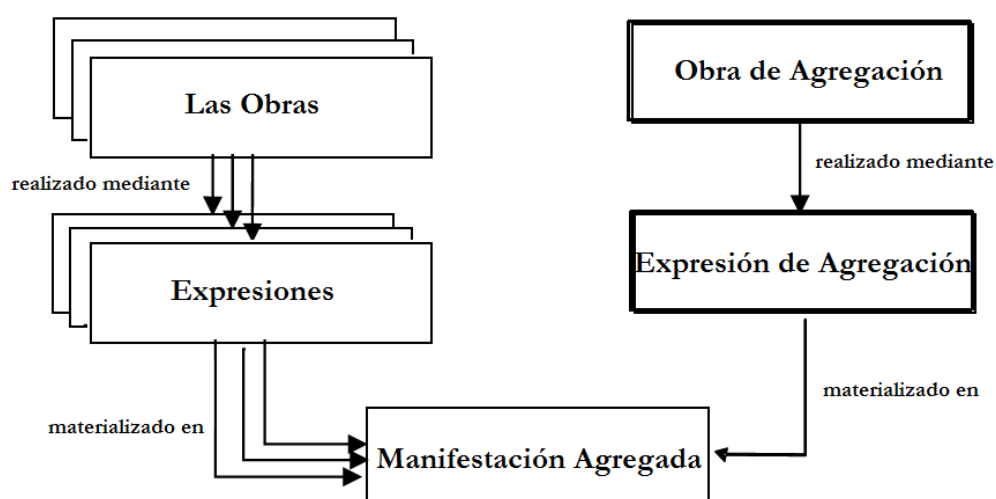 Las Obras
Obra de Agregación
realizado mediante
realizado mediante
Expresiones
Expresión de Agregación
materializado en
materializado en
Manifestación Agregada